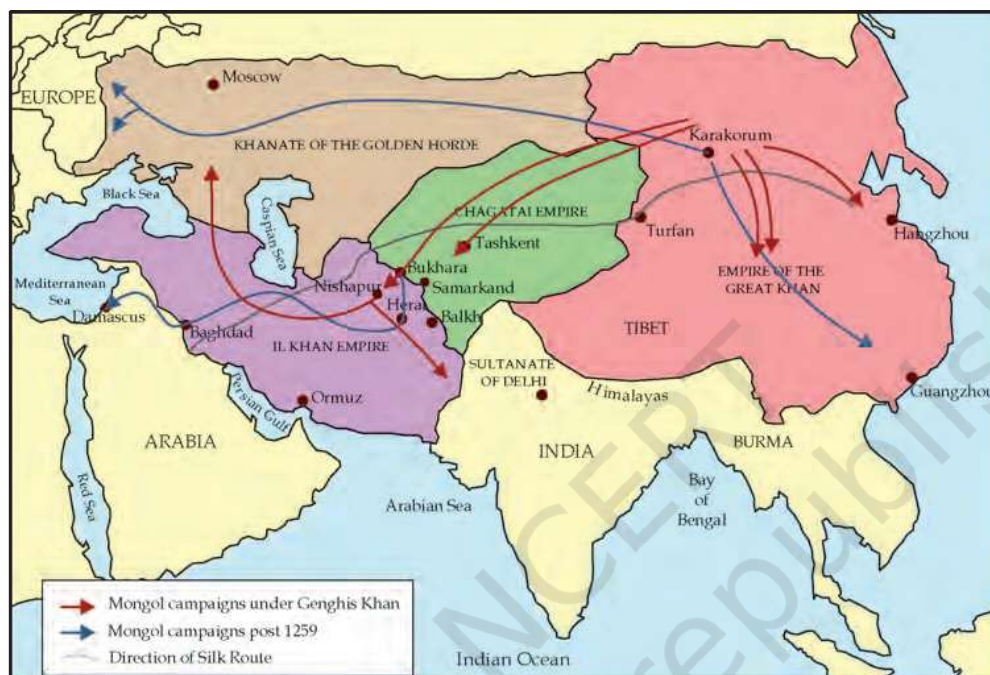 Moscow
EUROPE
Karakorum
KHANATE OF THE GOLDEN HORDE
Black Sea
Caspian Sea
CHAGATAI EMPIRE
Turfan
Hangzhou
Tashkent
Bukhara
EMPIRE OF THE
GREAT KHAN
Mediterranean
Sea
Nishapur
Samarkand
Herat
Damascus
Balkh
TIBET
Baghdad
IL KHAN EMPIRE
SULTANATE
OF DELHI
Himalayas
Guangzhou
Persian Gulf
Ormuz
ARABIA
INDIA
BURMA
Red Sea
Arabian Sea
Bay
of
Bengal
Mongol campaigns under Genghis Khan
Mongol campaigns post 1259
Direction of Silk Route
Indian Ocean
NCERT
republish